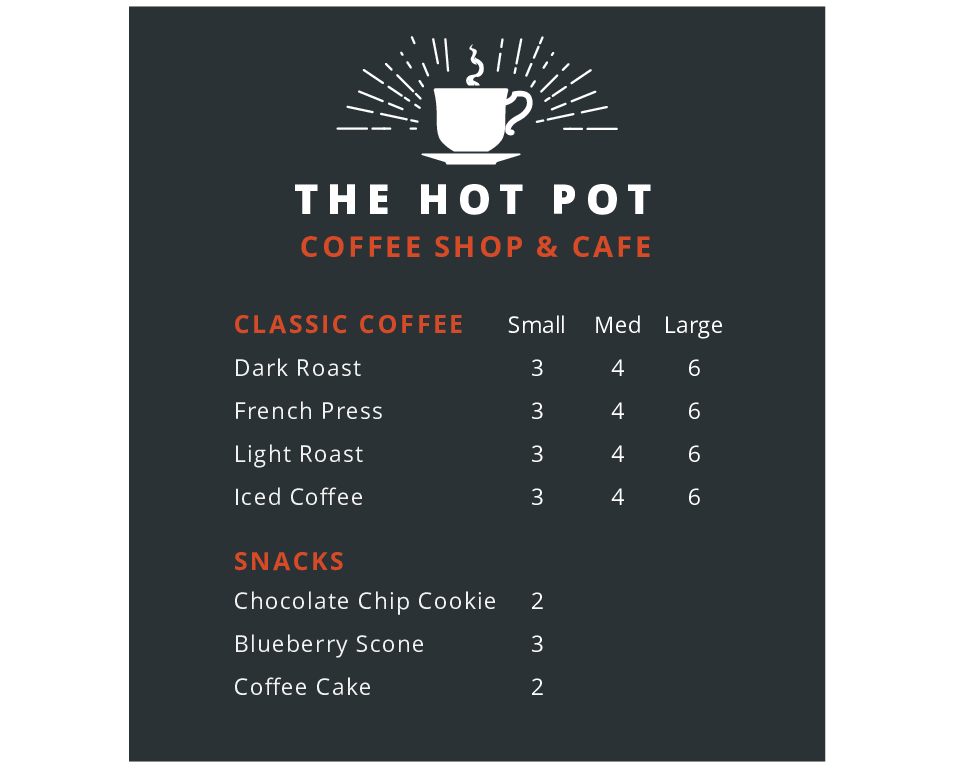 THE HOT POT
COFFEE SHOP & CAFE
CLASSIC COFFEE Small Med Large
Dark Roast 3 4 6
French Press 3 4 6
Light Roast 3 4 6
Iced Coffee 3 4 6
SNACKS
Chocolate Chip Cookie 2
Blueberry Scone 3
Coffee Cake 2